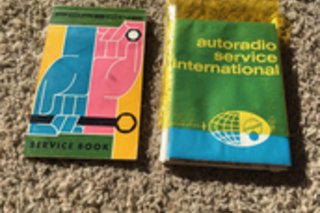 SERVICE BOOK
autoradio
service
international